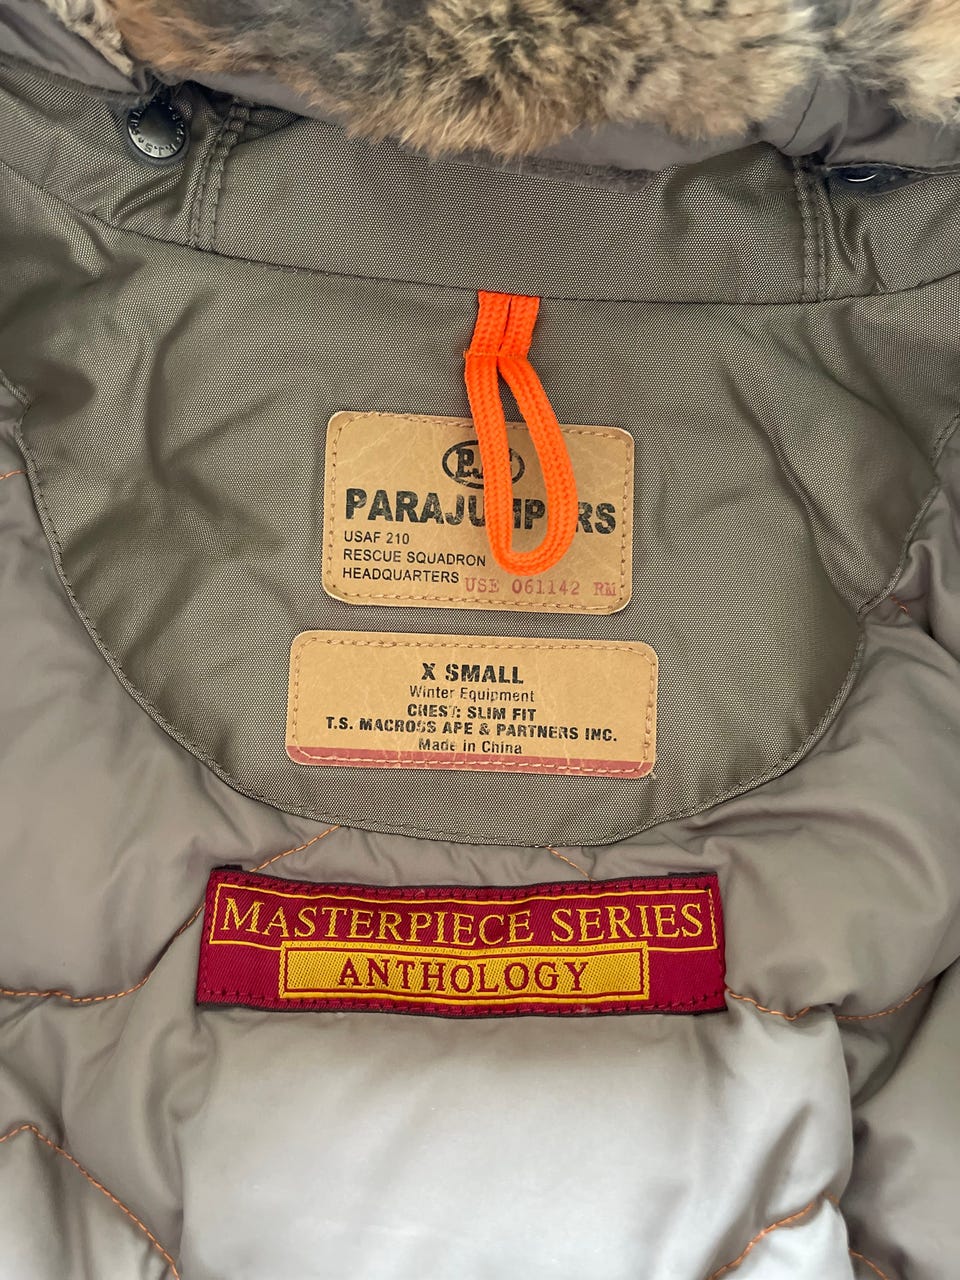 P.J.S.
PARAJUMPERS
USAF 210
RESCUE SQUADRON
HEADQUARTERS USE 061142 RM
X SMALL
Winter Equipment
CHEST: SLIM FIT
T.S. MACROSS APE & PARTNERS INC.
Made in China
MASTERPIECE SERIES
ANTHOLOGY